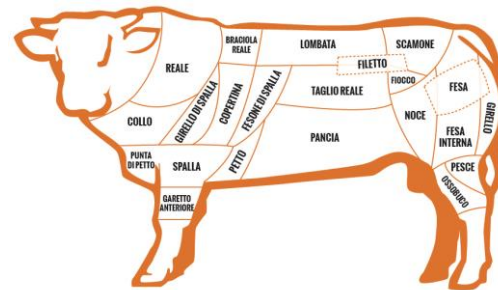 BRACIOLA
REALE
LOMBATA
SCAMONE
REALE
FILETTO
FIOCCO
TAGLIO REALE
FESA
GIRELLO DI SPALLA
COPERTINA
FESONE DI SPALLA
COLLO
NOCE
GIRELLO
PANCIA
FESA
INTERNA
PUNTA
DI PETTO
SPALLA
PETTO
PESCE
OSSOBUCO
GARETTO
ANTERIORE